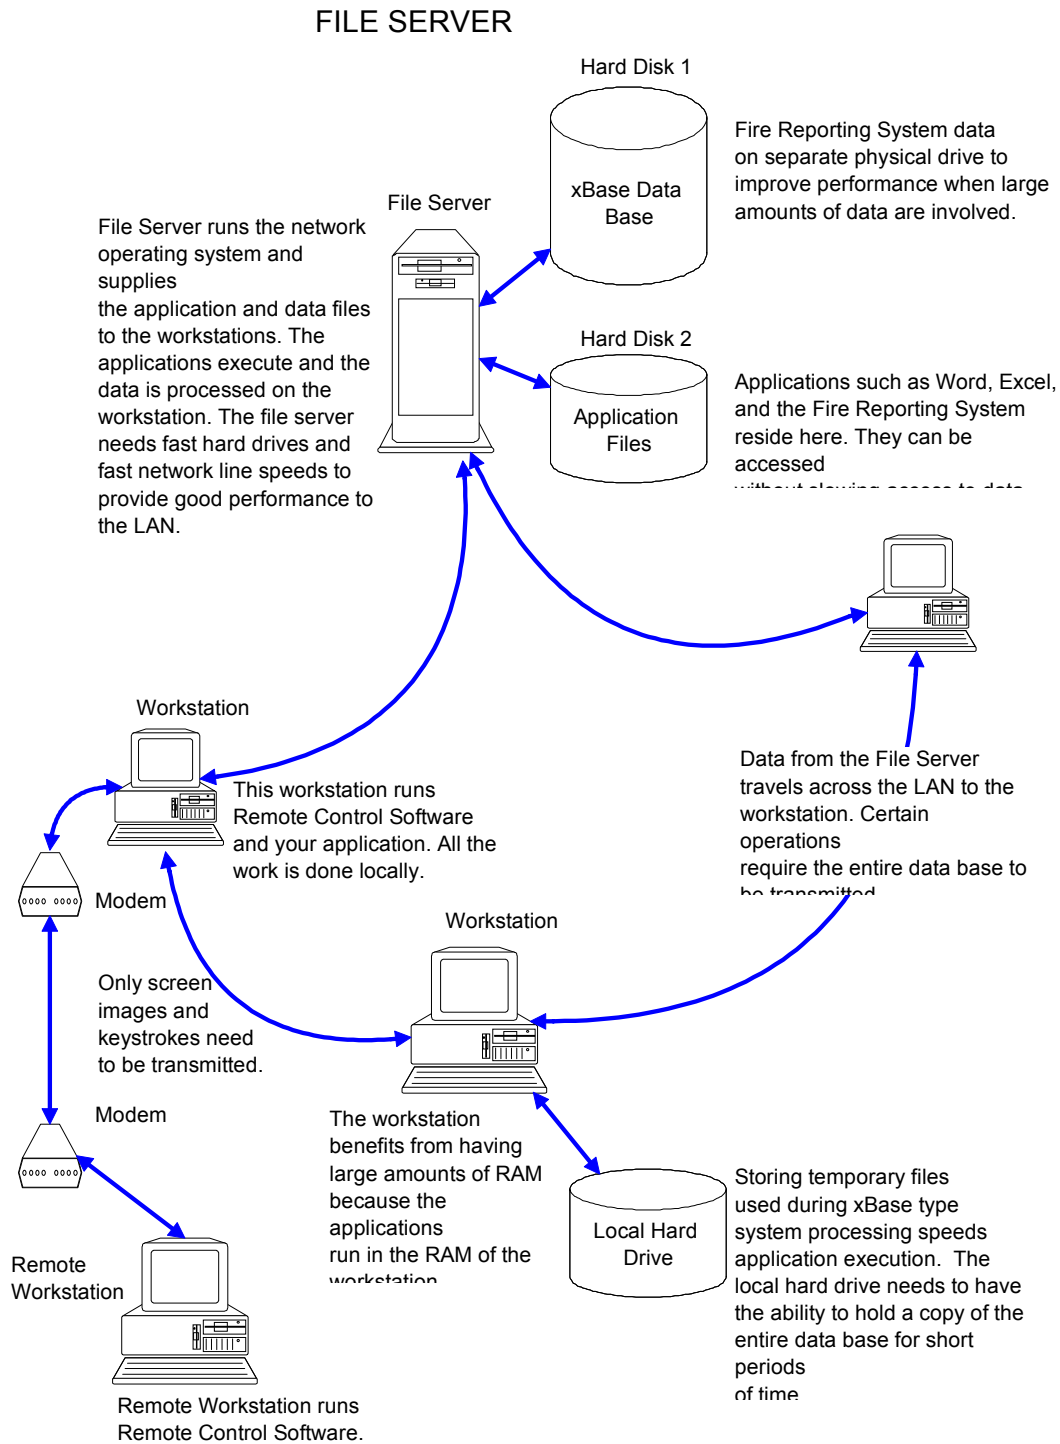 FILE SERVER
Hard Disk 1
xBase Data
Base
Fire Reporting System data
on separate physical drive to
improve performance when large
amounts of data are involved.
File Server
File Server runs the network
operating system and
supplies
the application and data files
to the workstations. The
applications execute and the
data is processed on the
workstation. The file server
needs fast hard drives and
fast network line speeds to
provide good performance to
the LAN.
Hard Disk 2
Application
Files
Applications such as Word, Excel,
and the Fire Reporting System
reside here. They can be
accessed
without slowing access to data
Workstation
This workstation runs
Remote Control Software
and your application. All the
work is done locally.
Data from the File Server
travels across the LAN to the
workstation. Certain
operations
require the entire data base to
be transmitted
Modem
Only screen
images and
keystrokes need
to be transmitted.
Modem
Workstation
The workstation
benefits from having
large amounts of RAM
because the
applications
run in the RAM of the
workstation
Local Hard
Drive
Storing temporary files
used during xBase type
system processing speeds
application execution.  The
local hard drive needs to have
the ability to hold a copy of the
entire data base for short
periods
of time
Remote
Workstation
Remote Workstation runs
Remote Control Software.